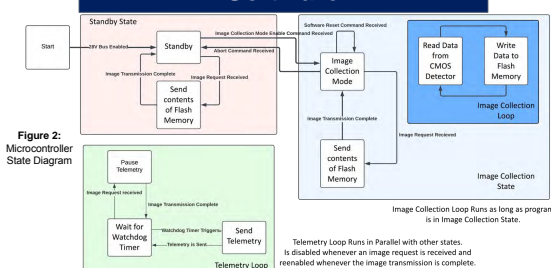 Standby State
Start
28V Bus Enabled
Standby
Image Collection Mode Enable Command Received
Abort Command Received
Image Transmission Complete
Image Request Received
Send
contents
of Flash
Memory
Software Reset Command Received
Image
Collection
Mode
Image Transmission Complete
Image Request Recieved
Send
contents
of Flash
Memory
Read Data
from
CMOS
Detector
Write
Data to
Flash
Memory
Image Collection
Loop
Image Collection
State
Figure 2:
Microcontroller
State Diagram
Pause
Telemetry
Image Request received
Image Transmission Complete
Wait for
Watchdog
Timer
Watchdog Timer Triggers
Telemetry is Sent
Send
Telemetry
Telemetry Loop
Image Collection Loop Runs as long as program
is in Image Collection State.
Telemetry Loop Runs in Parallel with other states.
Is disabled whenever an image request is received and
reenabled whenever the image transmission is complete.